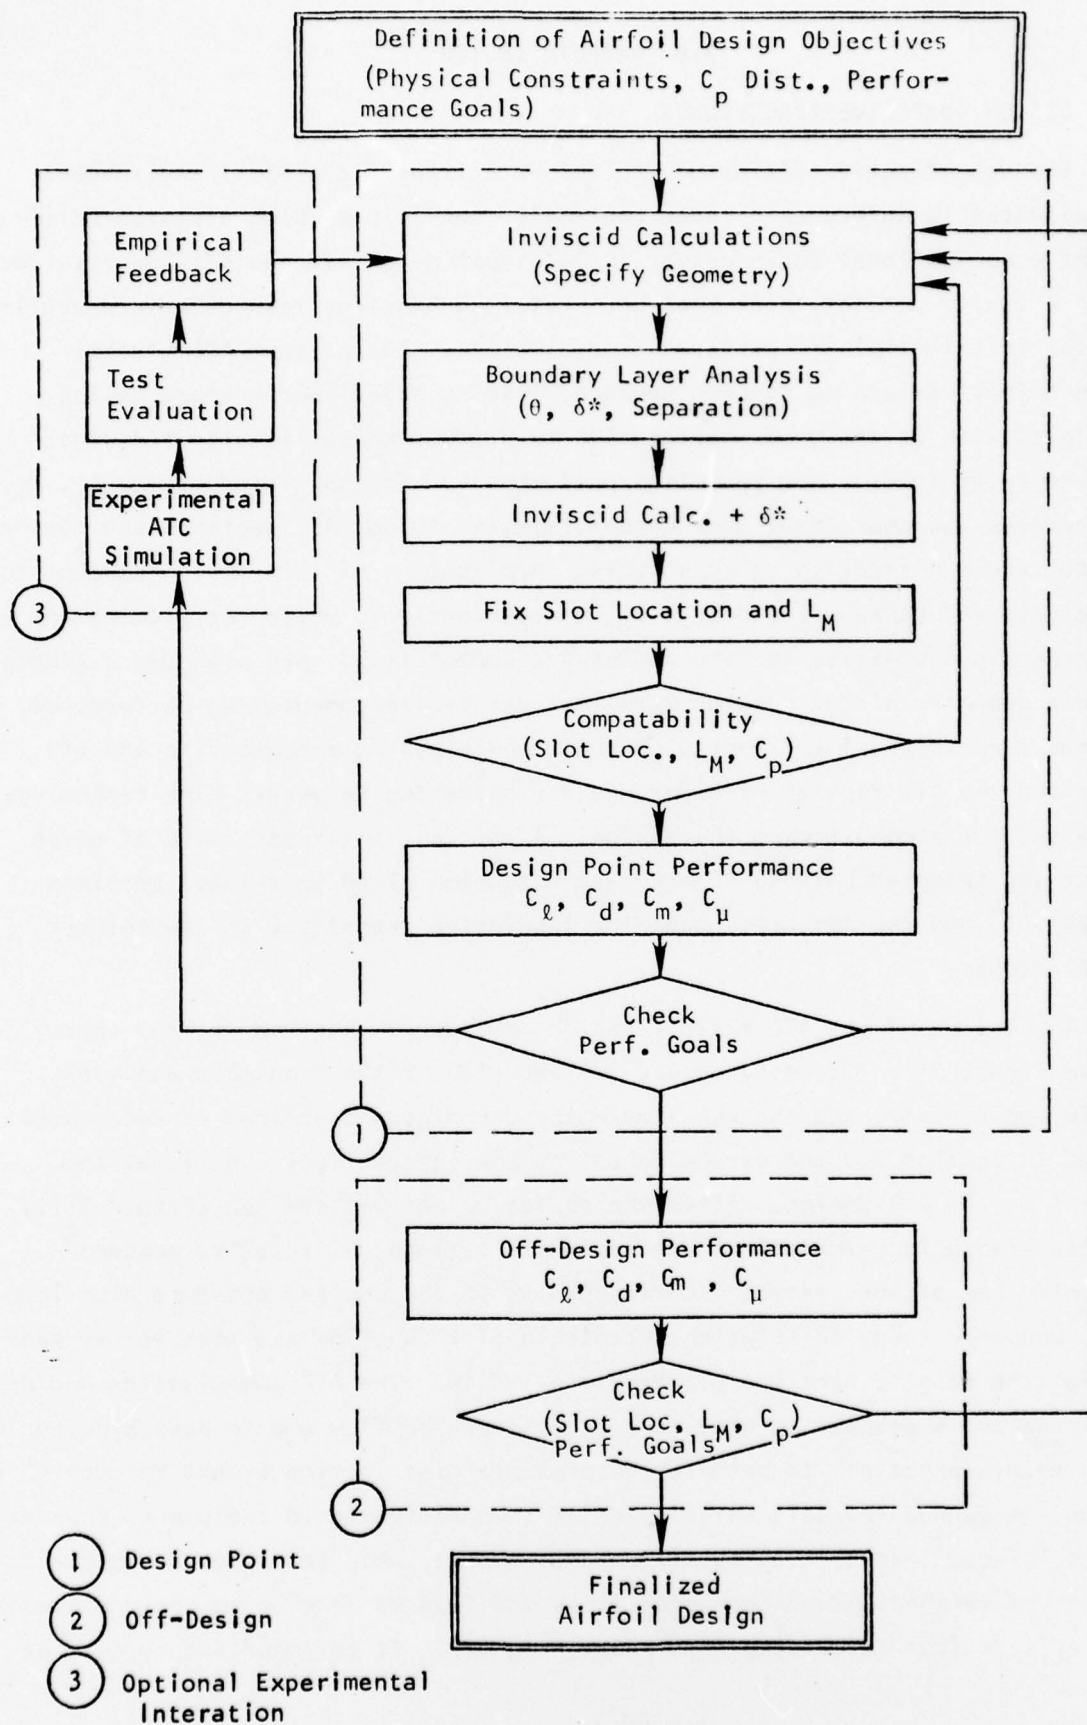 Definition of Airfoil Design Objectives
(Physical Constraints, C_p Dist., Perfor-
mance Goals)
Empirical
Feedback
Inviscid Calculations
(Specify Geometry)
Test
Evaluation
Boundary Layer Analysis
(θ, δ*, Separation)
Experimental
ATC
Simulation
Inviscid Calc. + δ*
Fix Slot Location and L_M
3
Compatability
(Slot Loc., L_M, C_p)
Design Point Performance
C_ℓ, C_d, C_m, C_μ
Check
Perf. Goals
1
Off-Design Performance
C_ℓ, C_d, Cm , C_μ
Check
(Slot Loc, L_M, C_p)
Perf. Goals
2
1 Design Point
2 Off-Design
3 Optional Experimental
Interation
Finalized
Airfoil Design